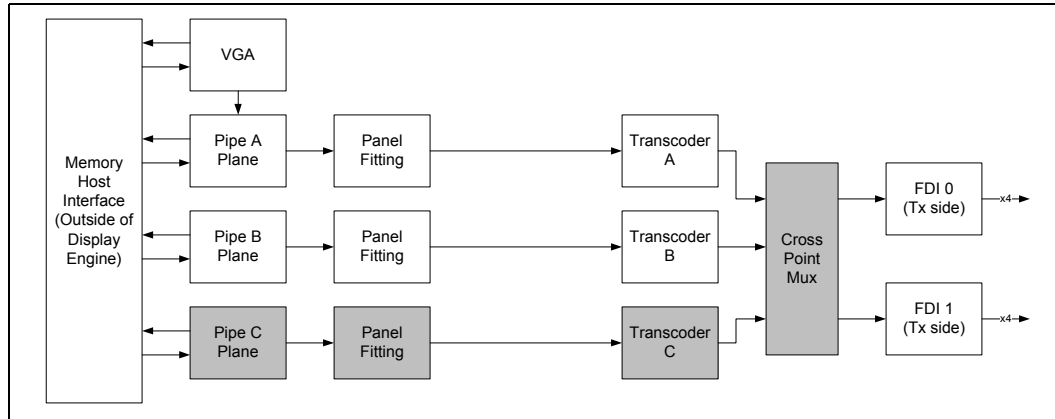 VGA
Memory
Host
Interface
(Outside of
Display
Engine)
Pipe A
Plane
Panel
Fitting
Transcoder
A
Pipe B
Plane
Panel
Fitting
Transcoder
B
Pipe C
Plane
Panel
Fitting
Transcoder
C
Cross
Point
Mux
FDI 0
(Tx side)
x4
FDI 1
(Tx side)
x4